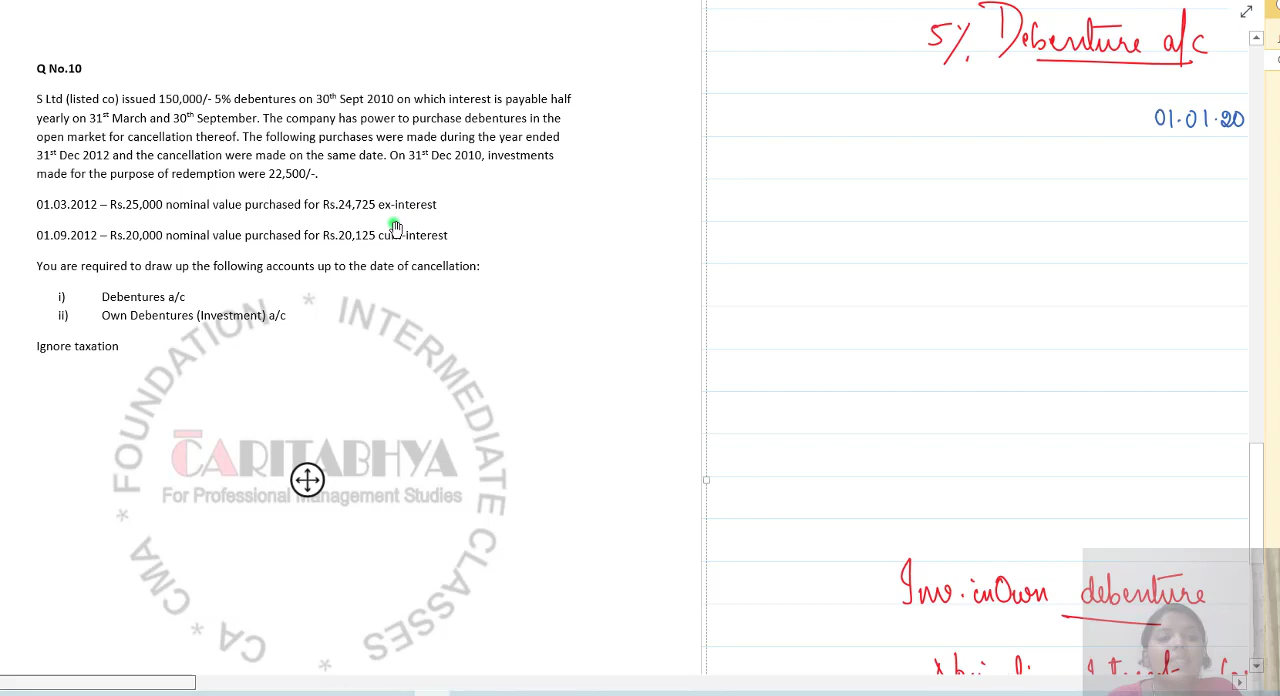 Q No.10
S Ltd (listed co) issued 150,000/- 5% debentures on 30th Sept 2010 on which interest is payable half
yearly on 31st March and 30th September. The company has power to purchase debentures in the
open market for cancellation thereof. The following purchases were made during the year ended
31st Dec 2012 and the cancellation were made on the same date. On 31st Dec 2010, investments
made for the purpose of redemption were 22,500/-.
01.03.2012 – Rs.25,000 nominal value purchased for Rs.24,725 ex-interest
01.09.2012 – Rs.20,000 nominal value purchased for Rs.20,125 cum-interest
You are required to draw up the following accounts up to the date of cancellation:
i) Debentures a/c
ii) Own Debentures (Investment) a/c
Ignore taxation
* FOUNDATION * INTERMEDIATE CLASSES * CA * CMA
CARITABHYA
For Professional Management Studies
5% Debenture a/c
01.01.20
Inv. in Own debenture